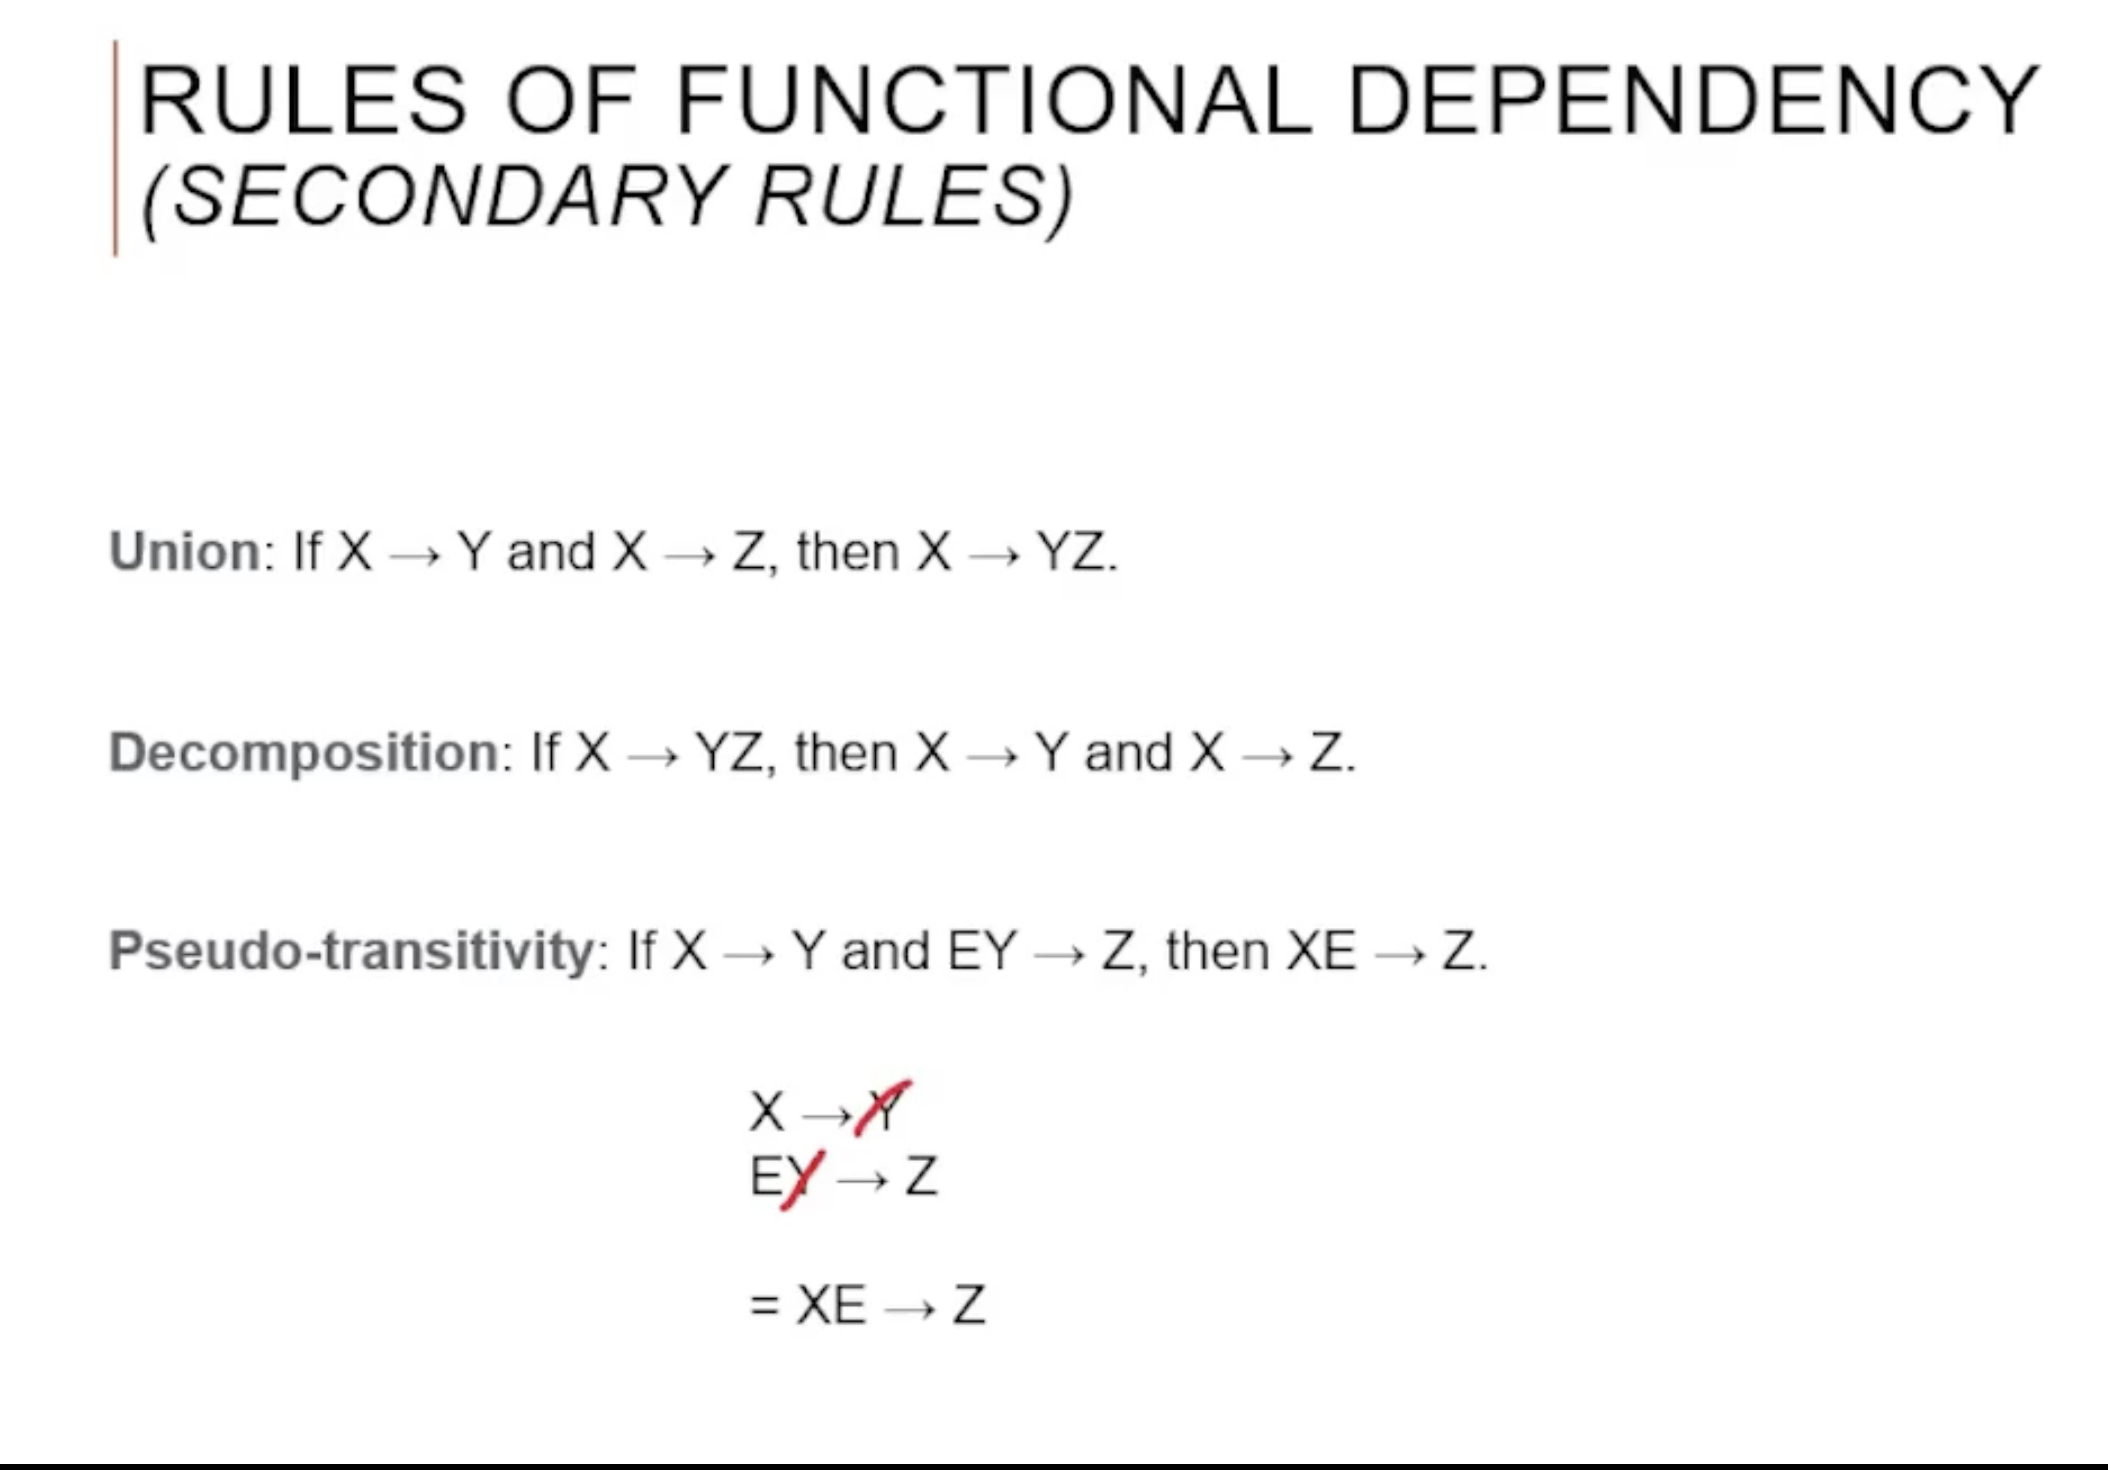 RULES OF FUNCTIONAL DEPENDENCY
(SECONDARY RULES)
Union: If X → Y and X → Z, then X → YZ.
Decomposition: If X → YZ, then X → Y and X → Z.
Pseudo-transitivity: If X → Y and EY → Z, then XE → Z.
X → Y
EY → Z
= XE → Z